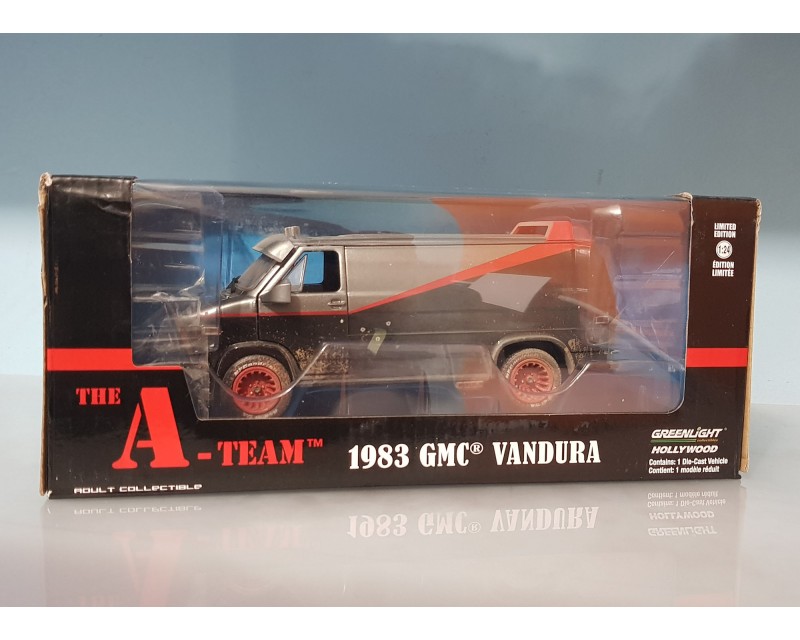 LIMITED
EDITION
1:24
ÉDITION
LIMITÉE
THE
A-TEAM™
1983 GMC® VANDURA
ADULT COLLECTIBLE
GREENLIGHT
collectibles
HOLLYWOOD
Contains: 1 Die-Cast Vehicle
Contient: 1 modèle réduit